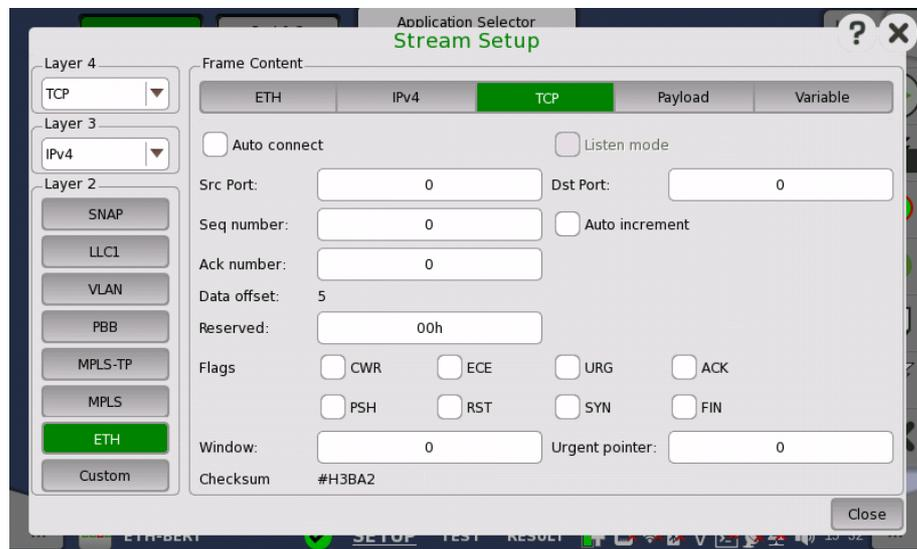 Application Selector
Stream Setup
? X
Layer 4
TCP
Layer 3
IPv4
Layer 2
SNAP
LLC1
VLAN
PBB
MPLS-TP
MPLS
ETH
Custom
Frame Content
ETH IPv4 TCP Payload Variable
Auto connect Listen mode
Src Port: 0 Dst Port: 0
Seq number: 0 Auto increment
Ack number: 0
Data offset: 5
Reserved: 00h
Flags CWR ECE URG ACK
PSH RST SYN FIN
Window: 0 Urgent pointer: 0
Checksum #H3BA2
Close
ETH-BERT SETUP TEST RESULT